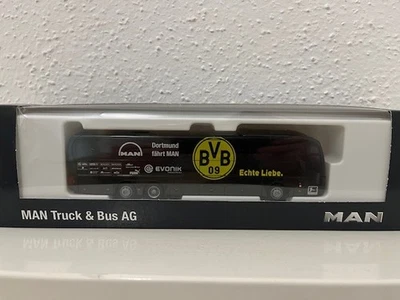 MAN
Dortmund
fährt MAN
EVONIK
BVB
09
Echte Liebe.
MAN Truck & Bus AG
MAN